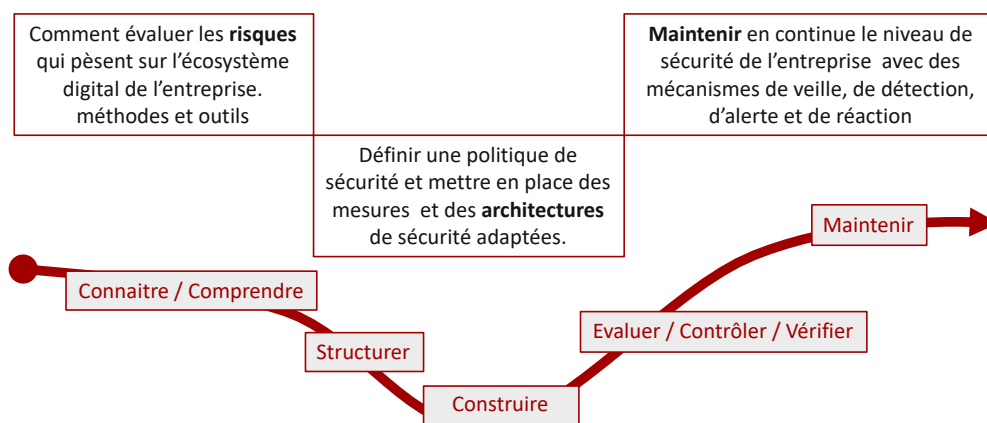 Comment évaluer les risques
qui pèsent sur l'écosystème
digital de l'entreprise.
méthodes et outils
Définir une politique de
sécurité et mettre en place des
mesures et des architectures
de sécurité adaptées.
Maintenir en continue le niveau de
sécurité de l'entreprise avec des
mécanismes de veille, de détection,
d'alerte et de réaction
Connaitre / Comprendre
Structurer
Construire
Evaluer / Contrôler / Vérifier
Maintenir